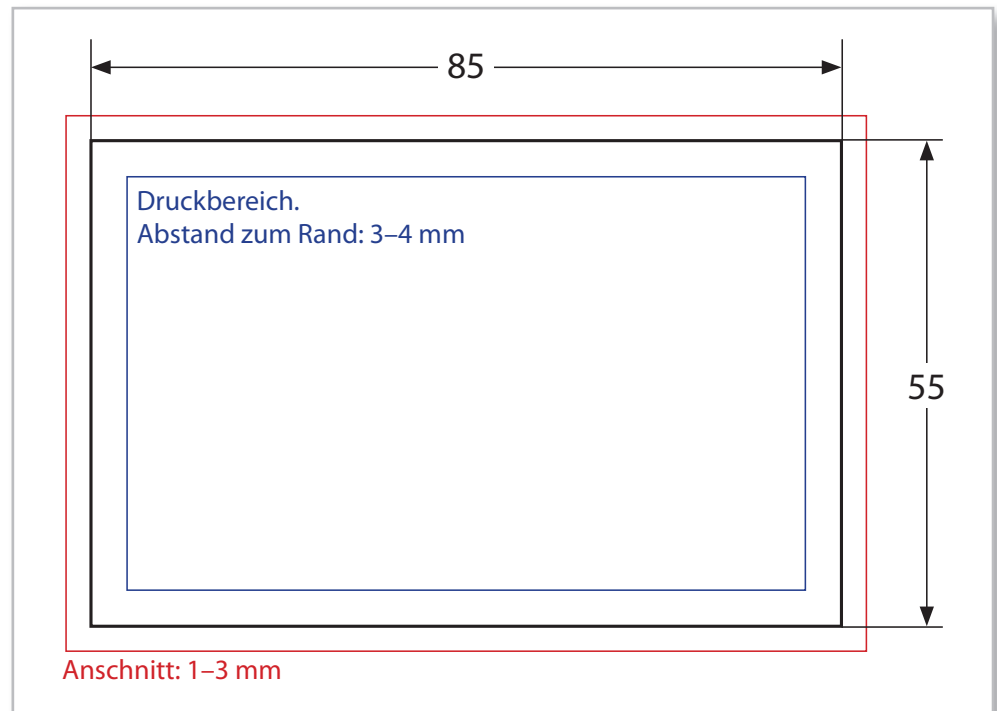 85
Druckbereich.
Abstand zum Rand: 3–4 mm
55
Anschnitt: 1–3 mm